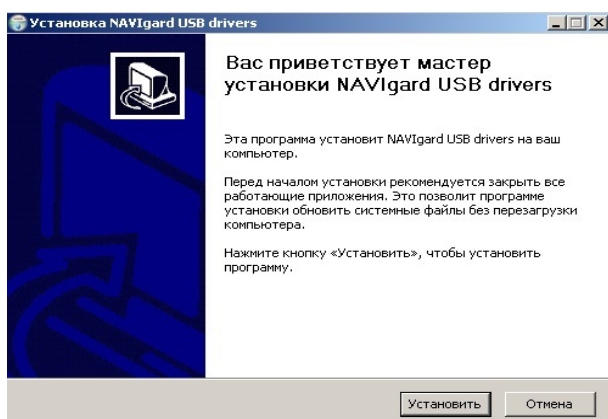 Установка NAVIgard USB drivers
Вас приветствует мастер
установки NAVIgard USB drivers
Эта программа установит NAVIgard USB drivers на ваш
компьютер.
Перед началом установки рекомендуется закрыть все
работающие приложения. Это позволит программе
установки обновить системные файлы без перезагрузки
компьютера.
Нажмите кнопку «Установить», чтобы установить
программу.
Установить Отмена